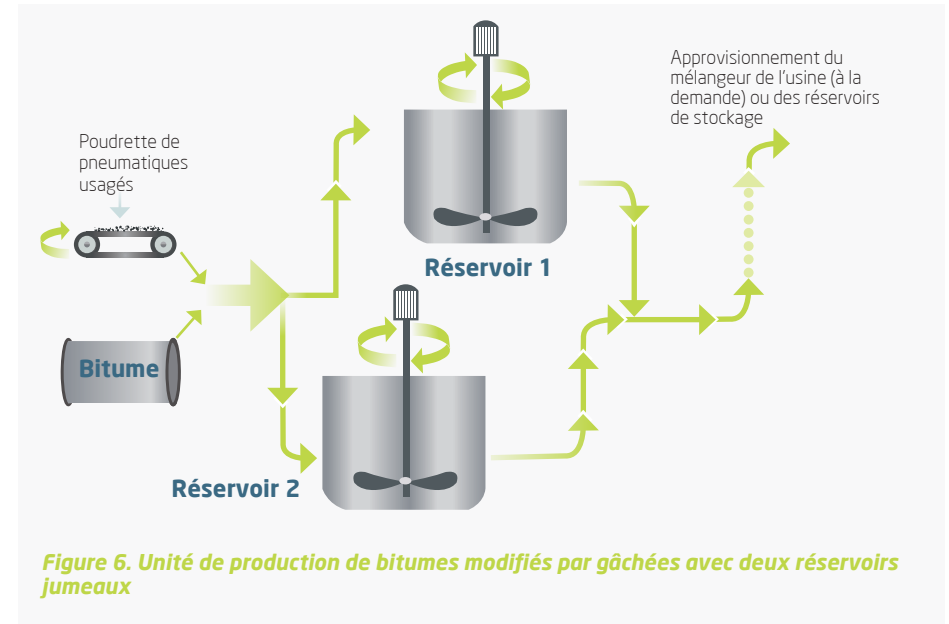 Approvisionnement du
mélangeur de l'usine (à la
demande) ou des réservoirs
de stockage
Poudrette de
pneumatiques
usagés
Réservoir 1
Bitume
Réservoir 2
Figure 6. Unité de production de bitumes modifiés par gâchées avec deux réservoirs
jumeaux